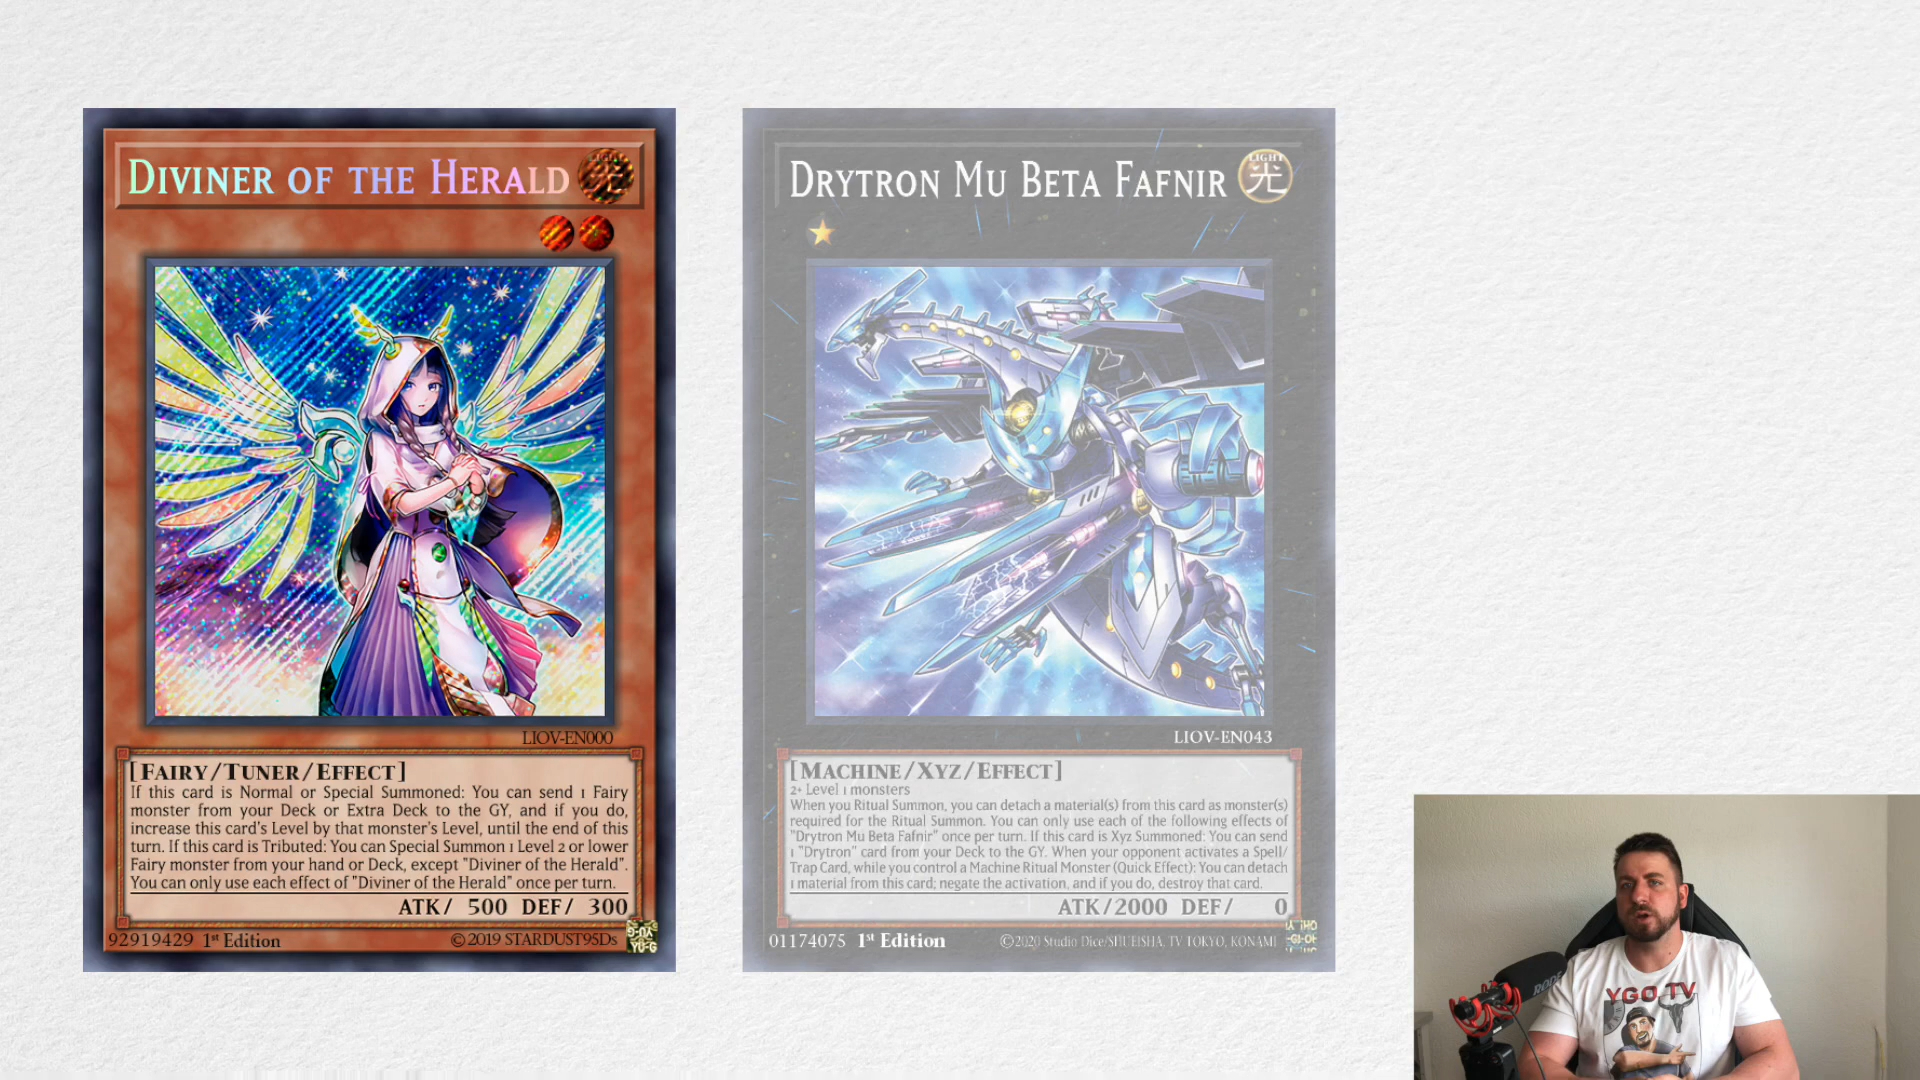 DIVINER OF THE HERALD
LIGHT
光
LIOV-EN000
[FAIRY/TUNER/EFFECT]
If this card is Normal or Special Summoned: You can send 1 Fairy
monster from your Deck or Extra Deck to the GY, and if you do,
increase this card's Level by that monster's Level, until the end of this
turn. If this card is Tributed: You can Special Summon 1 Level 2 or lower
Fairy monster from your hand or Deck, except "Diviner of the Herald".
You can only use each effect of "Diviner of the Herald" once per turn.
ATK/ 500 DEF/ 300
92919429 1st Edition ©2019 STARDUST95Ds
DRYTRON MU BETA FAFNIR
LIGHT
光
LIOV-EN043
[MACHINE/XYZ/EFFECT]
2+ Level 1 monsters
When you Ritual Summon, you can detach a material(s) from this card as monster(s)
required for the Ritual Summon. You can only use each of the following effects of
"Drytron Mu Beta Fafnir" once per turn. If this card is Xyz Summoned: You can send
1 "Drytron" card from your Deck to the GY. When your opponent activates a Spell/
Trap Card, while you control a Machine Ritual Monster (Quick Effect): You can detach
1 material from this card; negate the activation, and if you do, destroy that card.
ATK/2000 DEF/ 0
01174075 1st Edition ©2020 Studio Dice/SHUEISHA, TV TOKYO, KONAMI
RODE
YGO TV